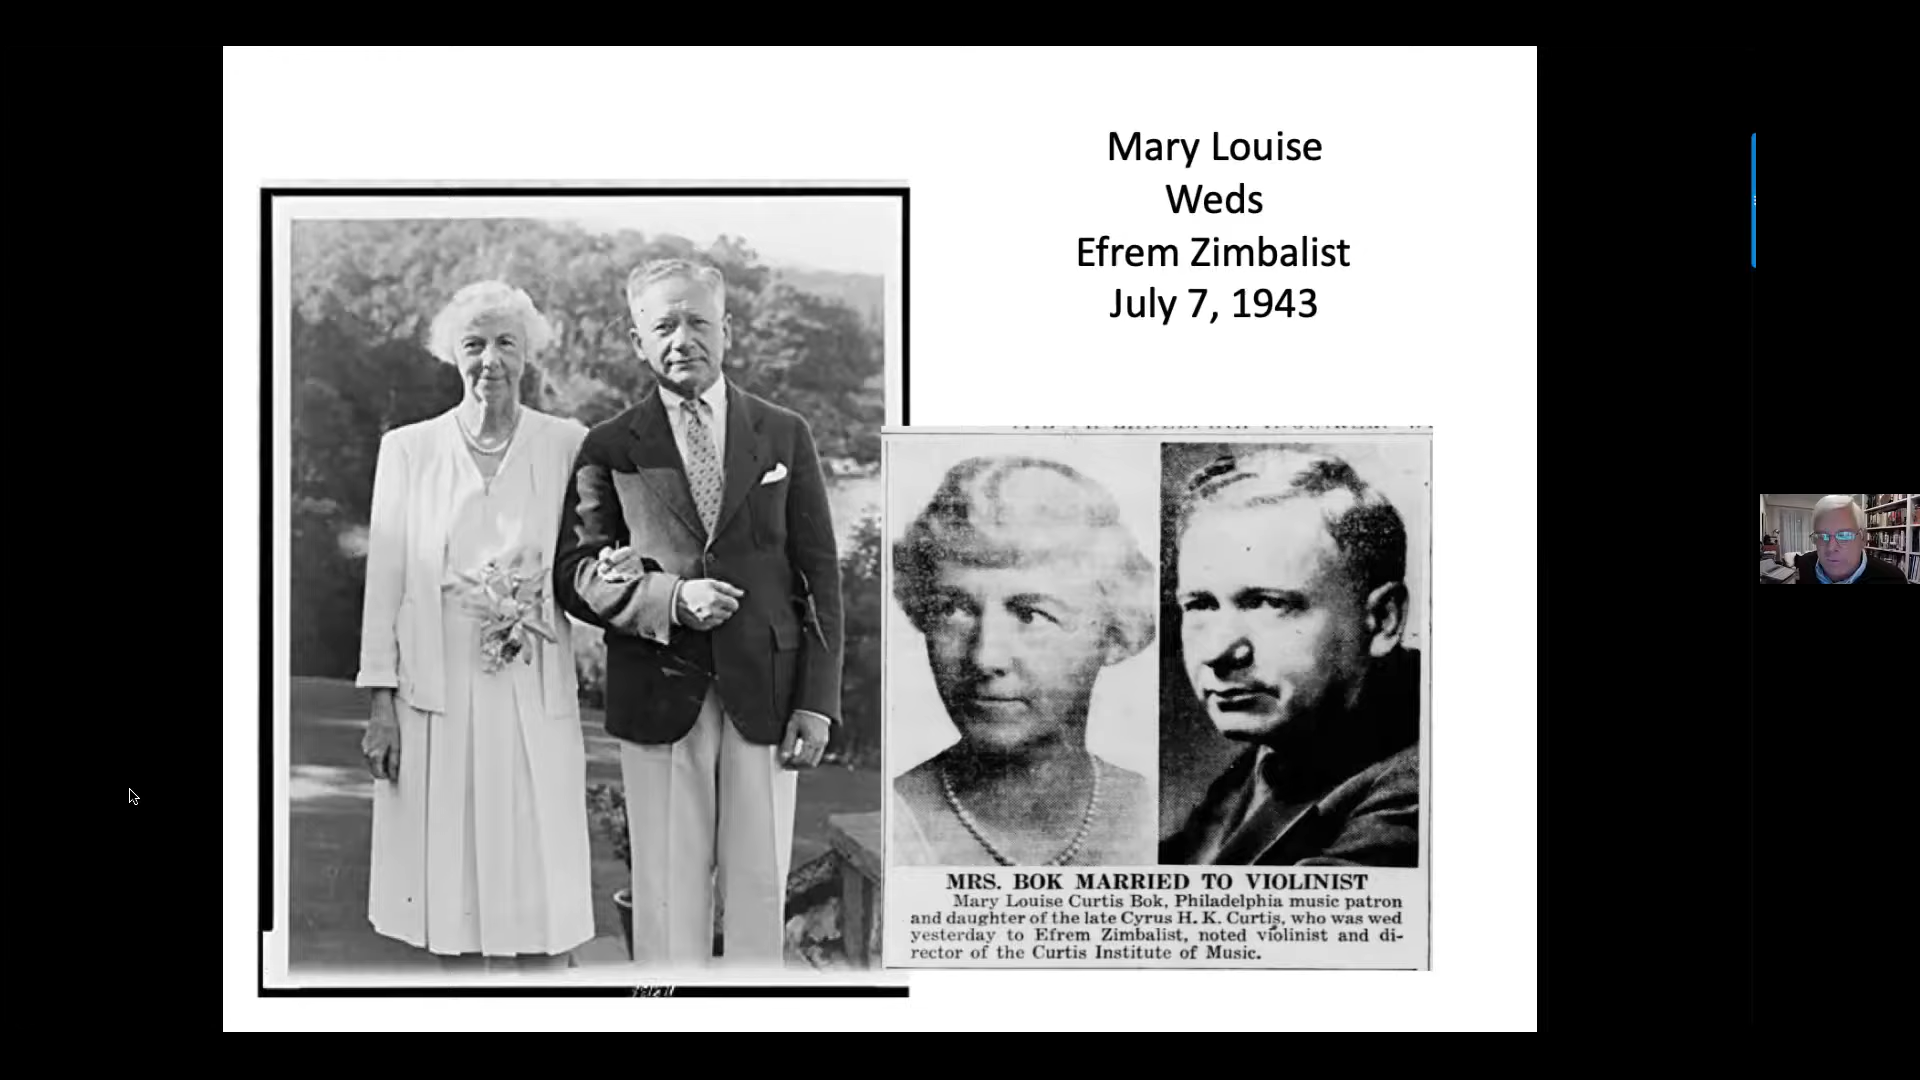 Mary Louise
Weds
Efrem Zimbalist
July 7, 1943
MRS. BOK MARRIED TO VIOLINIST
Mary Louise Curtis Bok, Philadelphia music patron
and daughter of the late Cyrus H. K. Curtis, who was wed
yesterday to Efrem Zimbalist, noted violinist and di-
rector of the Curtis Institute of Music.